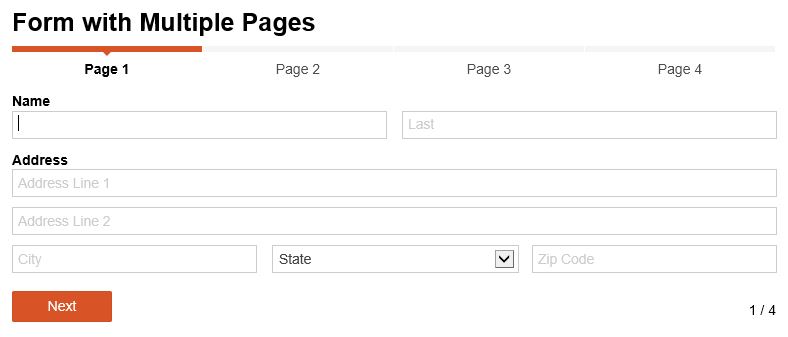 Form with Multiple Pages
Page 1 Page 2 Page 3 Page 4
Name
Last
Address
Address Line 1
Address Line 2
City State Zip Code
Next 1 / 4